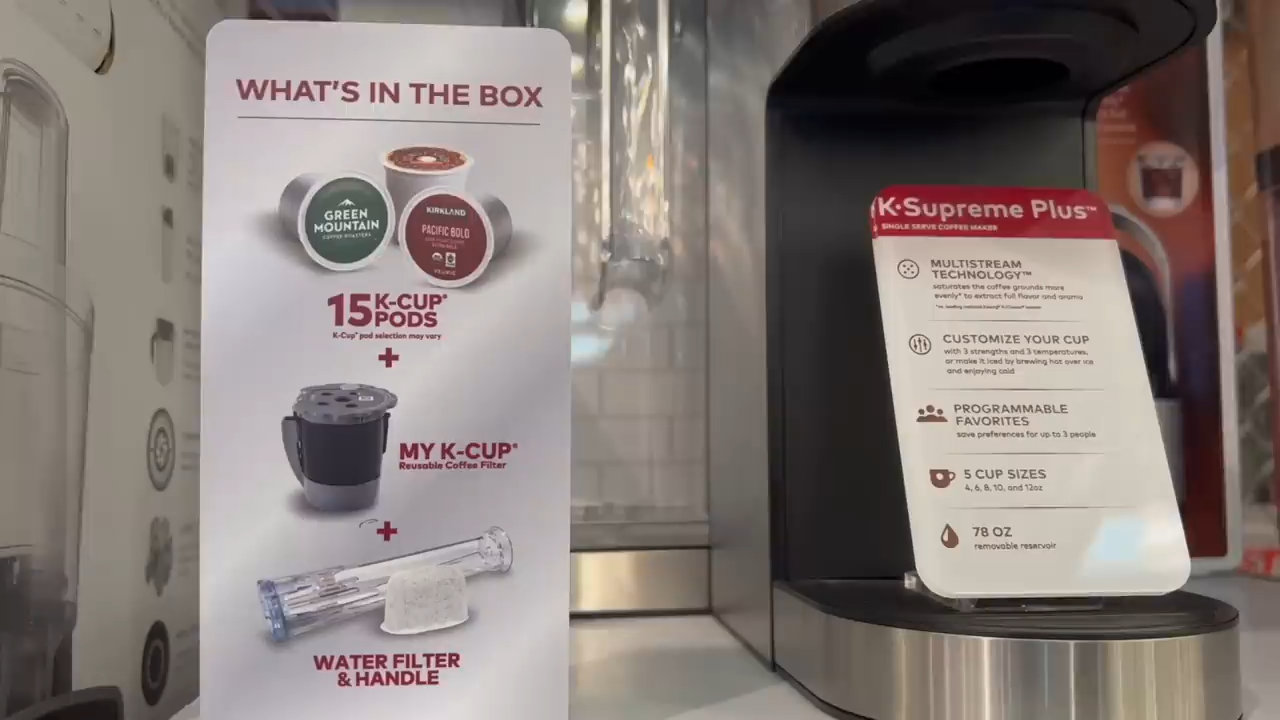 WHAT'S IN THE BOX
GREEN
MOUNTAIN
COFFEE ROASTERS
KIRKLAND
PACIFIC BOLD
15 K-CUP®
PODS
K-Cup® pod selection may vary
+
MY K-CUP®
Reusable Coffee Filter
+
WATER FILTER
& HANDLE
K·Supreme Plus™
SINGLE SERVE COFFEE MAKER
MULTISTREAM
TECHNOLOGY™
saturates the coffee grounds more
evenly* to extract full flavor and aroma
CUSTOMIZE YOUR CUP
with 3 strengths and 3 temperatures,
or make it iced by brewing hot over ice
and enjoying cold
PROGRAMMABLE
FAVORITES
save preferences for up to 3 people
5 CUP SIZES
4, 6, 8, 10, and 12oz
78 OZ
removable reservoir